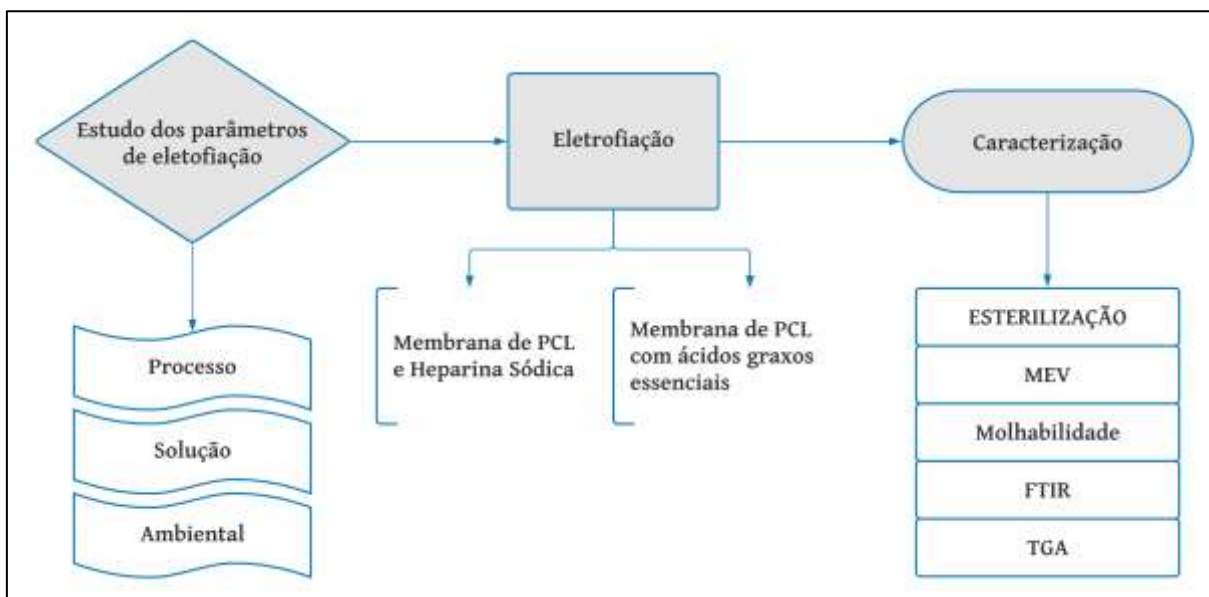 Estudo dos parâmetros
de eletofiação
Eletrofiação
Caracterização
Processo
Solução
Ambiental
Membrana de PCL
e Heparina Sódica
Membrana de PCL
com ácidos graxos
essenciais
ESTERILIZAÇÃO
MEV
Molhabilidade
FTIR
TGA